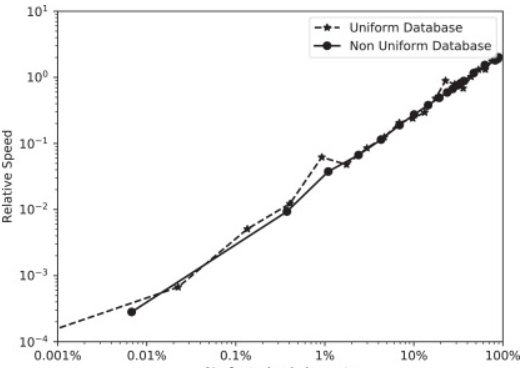 10¹
Uniform Database
Non Uniform Database
10⁰
10⁻¹
10⁻²
10⁻³
10⁻⁴
Relative Speed
0.001% 0.01% 0.1% 1% 10% 100%